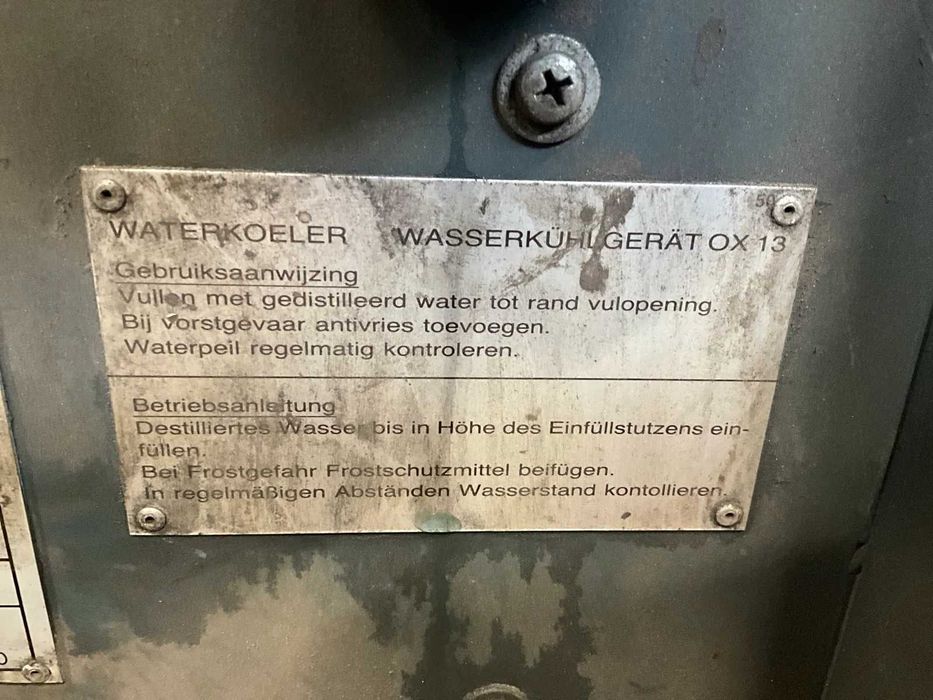 50
WATERKOELER WASSERKÜHLGERÄT OX 13
Gebruiksaanwijzing
Vullen met gedistilleerd water tot rand vulopening.
Bij vorstgevaar antivries toevoegen.
Waterpeil regelmatig kontroleren.
Betriebsanleitung
Destilliertes Wasser bis in Höhe des Einfüllstutzens ein-
füllen.
Bei Frostgefahr Frostschutzmittel beifügen.
In regelmäßigen Abständen Wasserstand kontollieren.